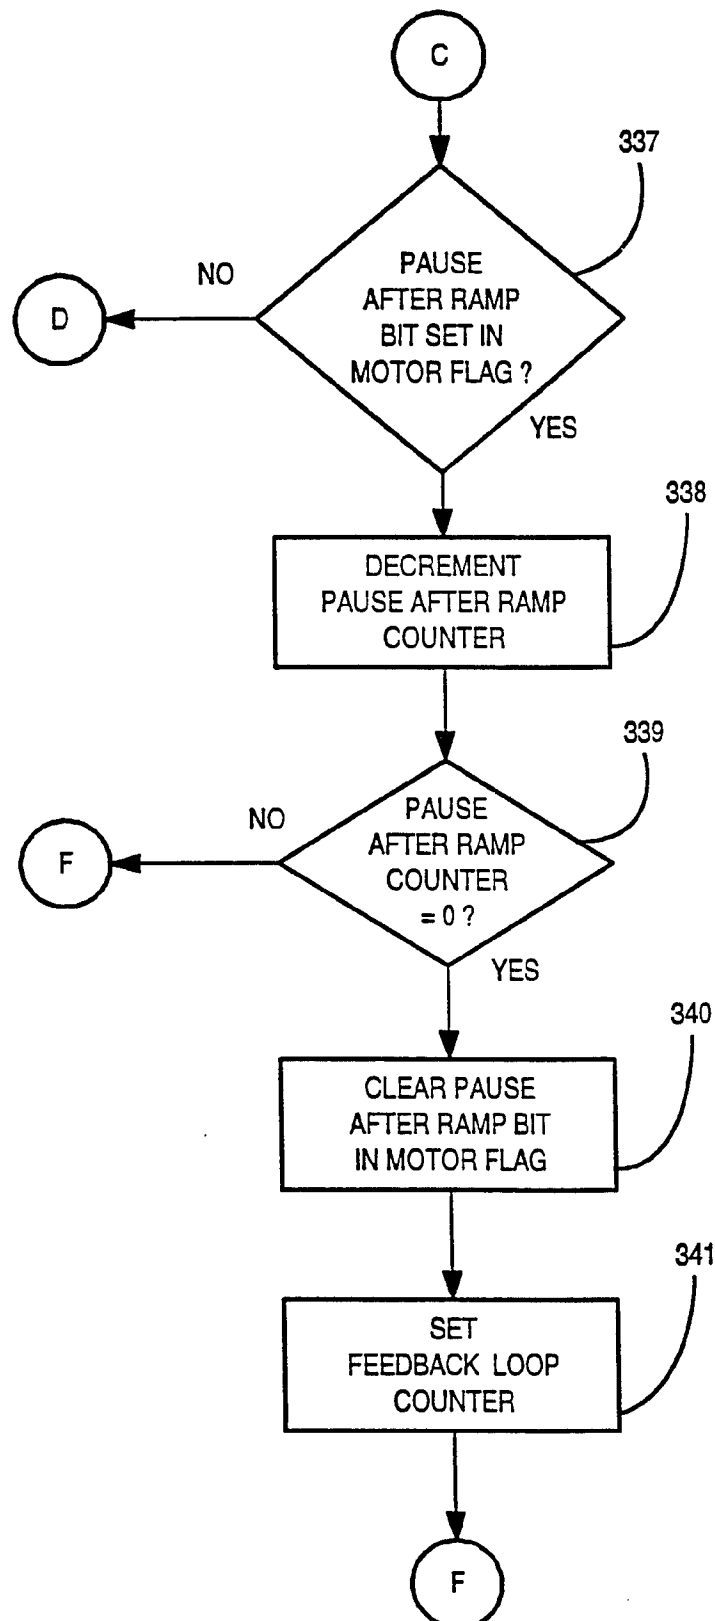 C
337
PAUSE
AFTER RAMP
BIT SET IN
MOTOR FLAG ?
NO
D
YES
338
DECREMENT
PAUSE AFTER RAMP
COUNTER
339
PAUSE
AFTER RAMP
COUNTER
= 0 ?
NO
F
YES
340
CLEAR PAUSE
AFTER RAMP BIT
IN MOTOR FLAG
341
SET
FEEDBACK LOOP
COUNTER
F